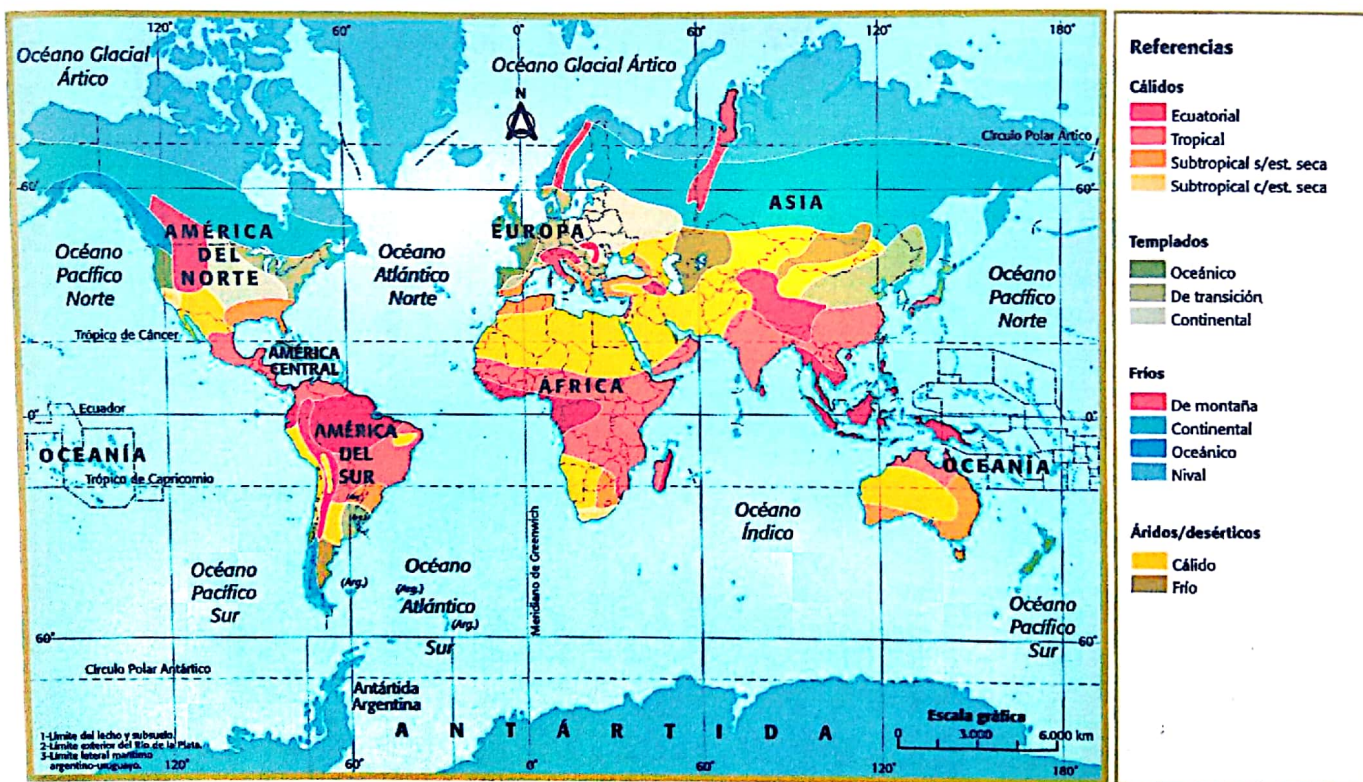 120°
60°
0°
60°
120°
180°
Océano Glacial
Ártico
Océano Glacial Ártico
N
Círculo Polar Ártico
60°
60°
ASIA
AMÉRICA
DEL
NORTE
EUROPA
Océano
Pacífico
Norte
Océano
Atlántico
Norte
Océano
Pacífico
Norte
Trópico de Cáncer
AMÉRICA
CENTRAL
ÁFRICA
Ecuador
0°
0°
AMÉRICA
DEL
SUR
OCEANÍA
OCEANÍA
Trópico de Capricornio
(Arg.)
Océano
Índico
Meridiano de Greenwich
Océano
Pacífico
Sur
(Arg.)
Océano
(Arg.)
Atlántico
(Arg.)
Sur
Océano
Pacífico
Sur
60°
60°
Círculo Polar Antártico
Antártida
Argentina
ANTÁRTIDA
Escala gráfica
0 3.000 6.000 km
1-Límite del lecho y subsuelo.
2-Límite exterior del Río de la Plata.
3-Límite lateral marítimo
argentino-uruguayo.
120°
60°
0°
60°
120°
180°
Referencias
Cálidos
Ecuatorial
Tropical
Subtropical s/est. seca
Subtropical c/est. seca
Templados
Oceánico
De transición
Continental
Fríos
De montaña
Continental
Oceánico
Nival
Áridos/desérticos
Cálido
Frío